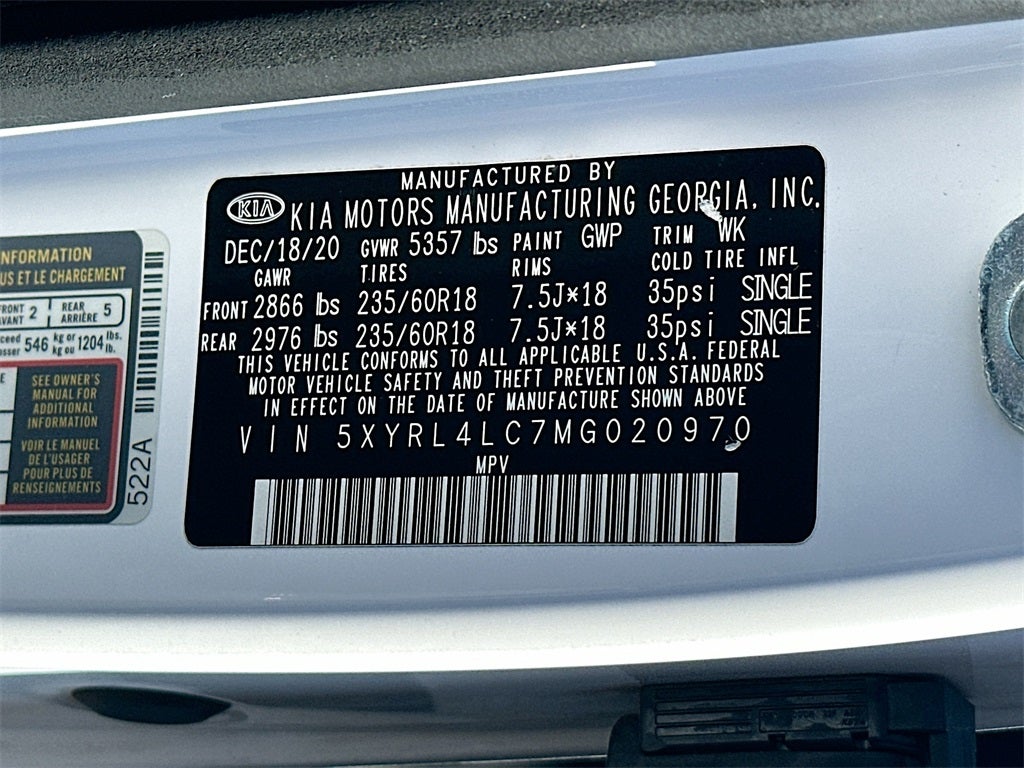 MANUFACTURED BY
KIA KIA MOTORS MANUFACTURING GEORGIA, INC.
DEC/18/20 GVWR 5357 lbs PAINT GWP TRIM WK
GAWR TIRES RIMS COLD TIRE INFL
FRONT 2866 lbs 235/60R18 7.5J*18 35psi SINGLE
REAR 2976 lbs 235/60R18 7.5J*18 35psi SINGLE
THIS VEHICLE CONFORMS TO ALL APPLICABLE U.S.A. FEDERAL
MOTOR VEHICLE SAFETY AND THEFT PREVENTION STANDARDS
IN EFFECT ON THE DATE OF MANUFACTURE SHOWN ABOVE
VIN 5XYRL4LC7MG020970
MPV
INFORMATION
US ET LE CHARGEMENT
FRONT 2 REAR 5
AVANT ARRIÈRE
546 kg or 1204 lbs.
kg ou lb.
SEE OWNER'S
MANUAL FOR
ADDITIONAL
INFORMATION
VOIR LE MANUEL
DE L'USAGER
POUR PLUS DE
RENSEIGNEMENTS
522A